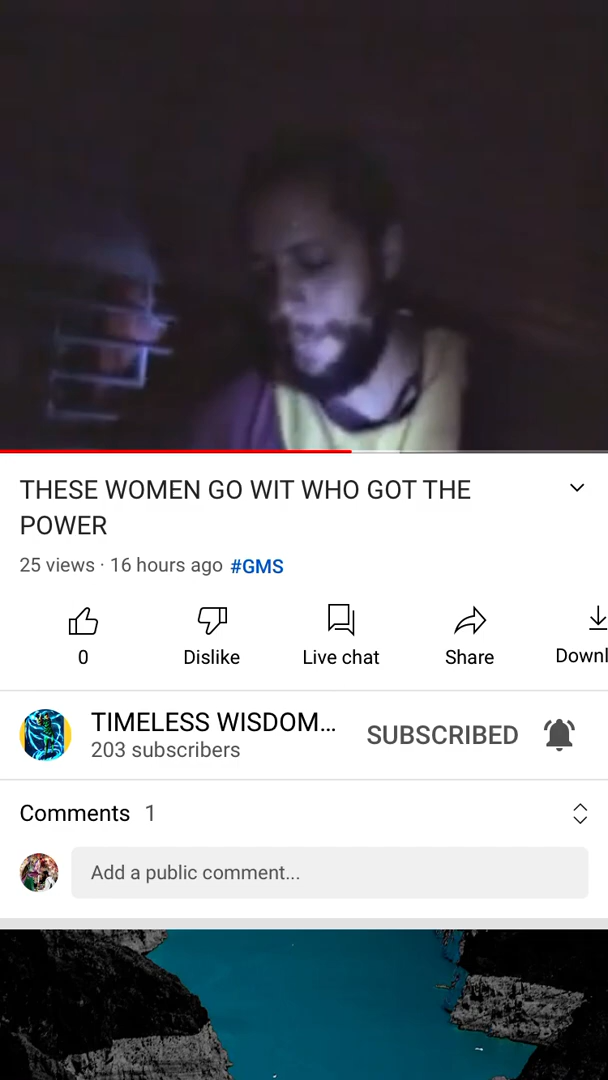 THESE WOMEN GO WIT WHO GOT THE
POWER
25 views · 16 hours ago #GMS
0 Dislike Live chat Share Downl
TIMELESS WISDOM... SUBSCRIBED
203 subscribers
Comments 1
Add a public comment...